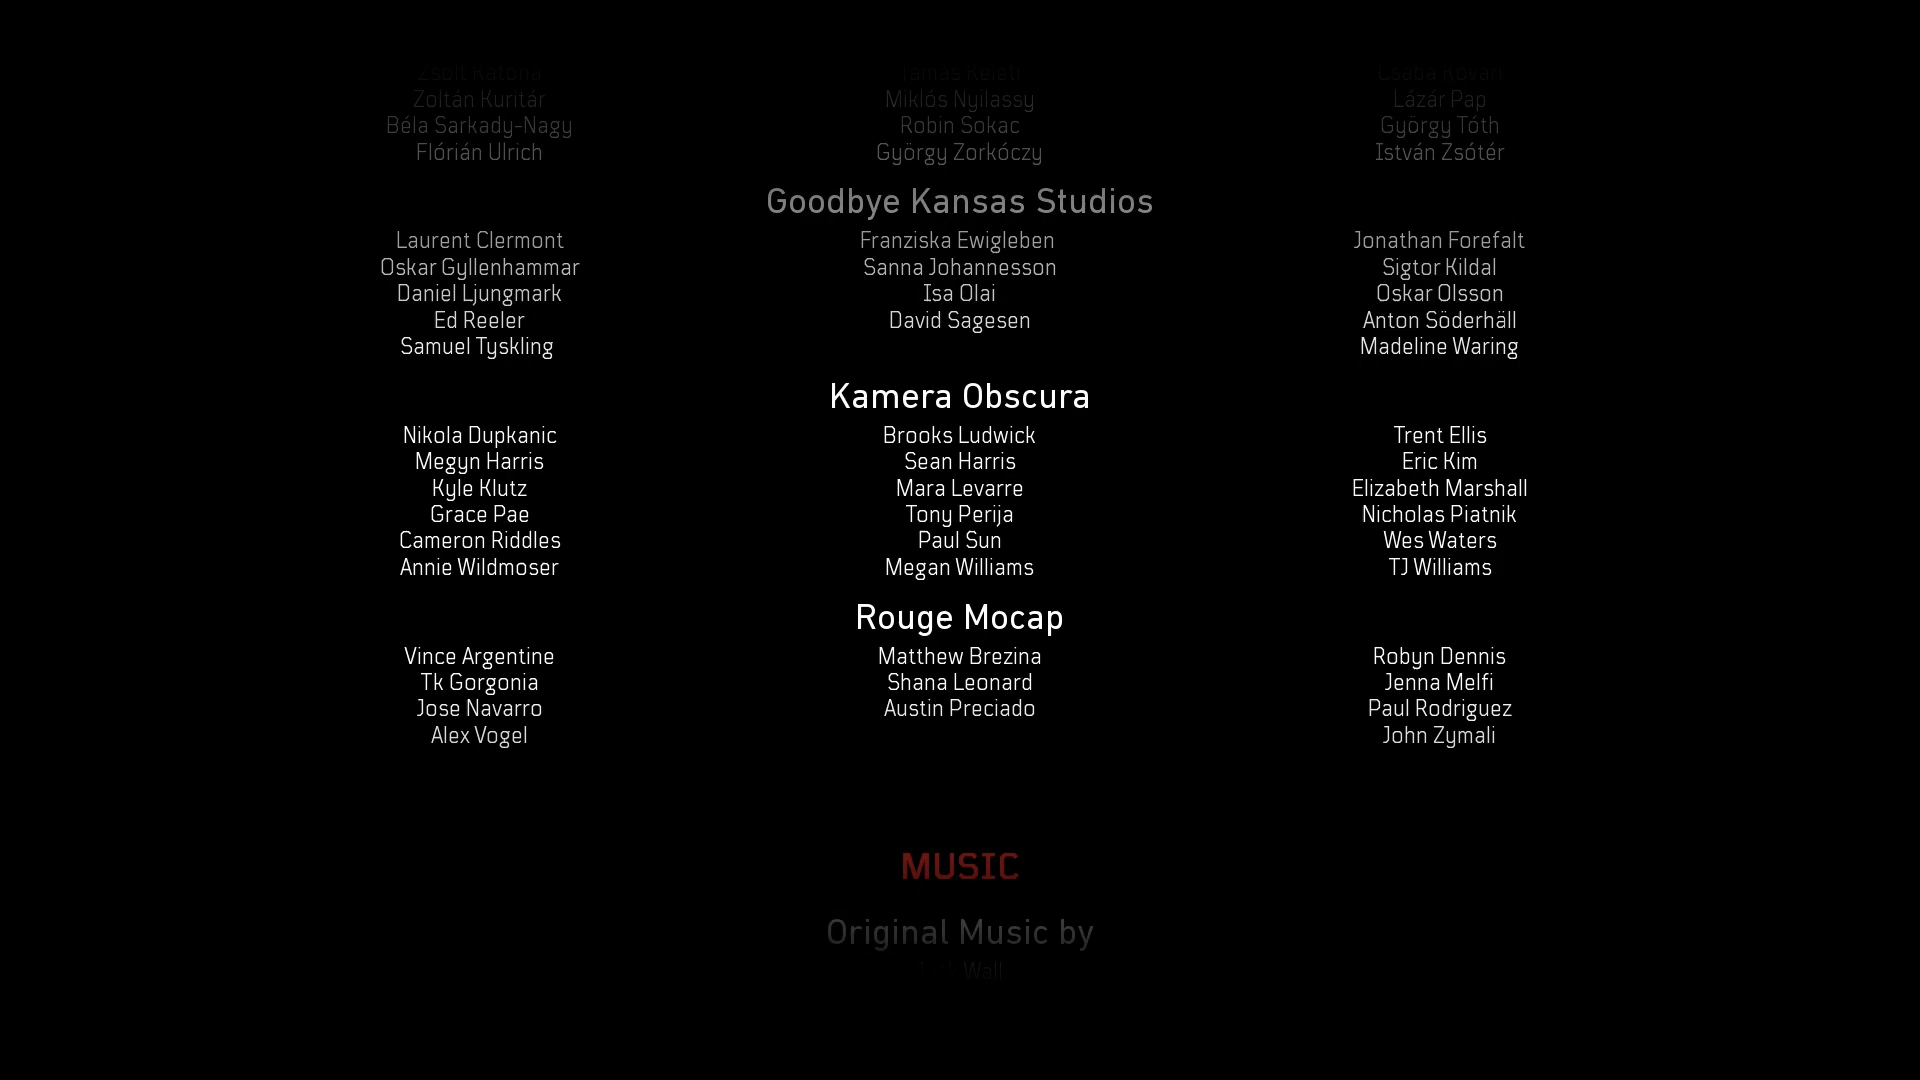 Zsolt Katona Tamás Keleti Csaba Kővári
Zoltán Kuritár Miklós Nyilassy Lázár Pap
Béla Sarkady-Nagy Robin Sokac György Tóth
Flórián Ulrich György Zorkóczy István Zsótér
Goodbye Kansas Studios
Laurent Clermont Franziska Ewigleben Jonathan Forefalt
Oskar Gyllenhammar Sanna Johannesson Sigtor Kildal
Daniel Ljungmark Isa Olai Oskar Olsson
Ed Reeler David Sagesen Anton Söderhäll
Samuel Tyskling Madeline Waring
Kamera Obscura
Nikola Dupkanic Brooks Ludwick Trent Ellis
Megyn Harris Sean Harris Eric Kim
Kyle Klutz Mara Levarre Elizabeth Marshall
Grace Pae Tony Perija Nicholas Piatnik
Cameron Riddles Paul Sun Wes Waters
Annie Wildmoser Megan Williams TJ Williams
Rouge Mocap
Vince Argentine Matthew Brezina Robyn Dennis
Tk Gorgonia Shana Leonard Jenna Melfi
Jose Navarro Austin Preciado Paul Rodriguez
Alex Vogel John Zymali
MUSIC
Original Music by
Wall